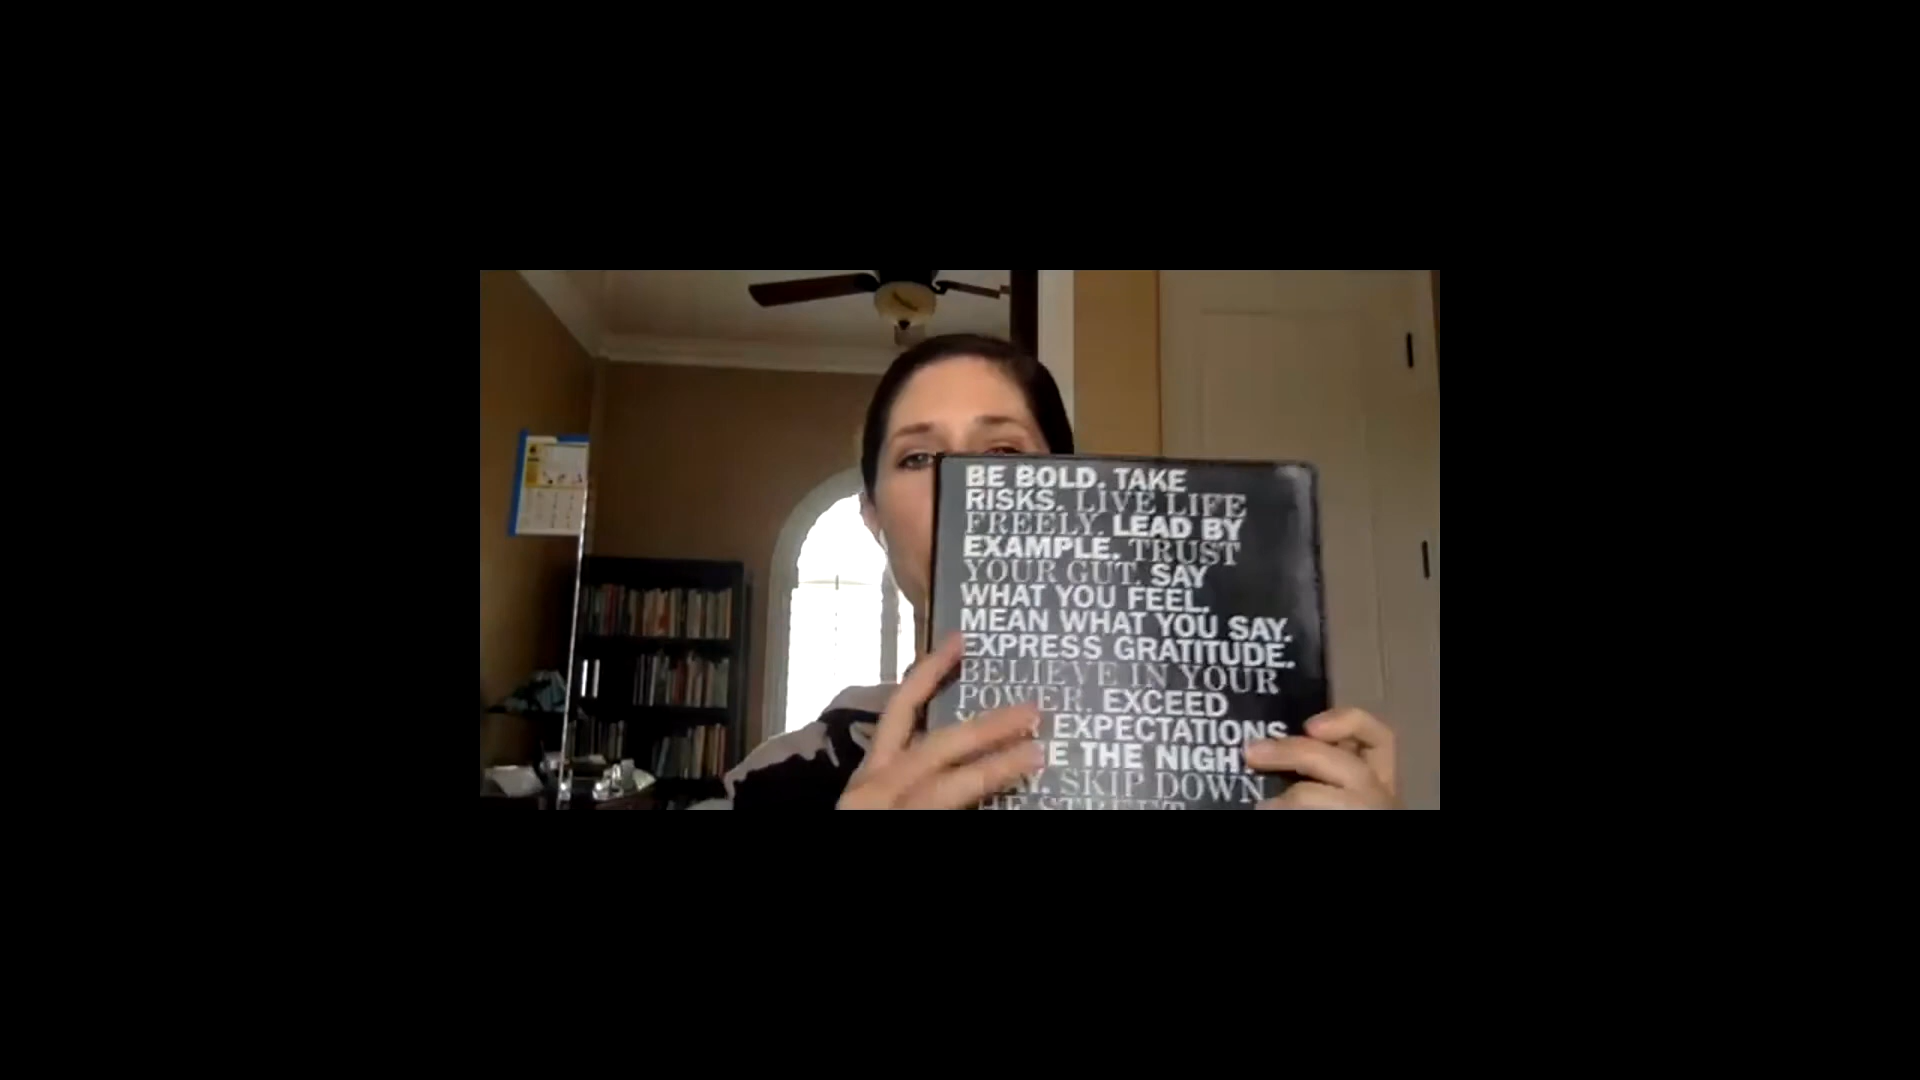 BE BOLD. TAKE
RISKS. LIVE LIFE
FREELY. LEAD BY
EXAMPLE. TRUST
YOUR GUT. SAY
WHAT YOU FEEL.
MEAN WHAT YOU SAY.
EXPRESS GRATITUDE.
BELIEVE IN YOUR
POWER. EXCEED
EXPECTATIONS
THE NIGHT
SKIP DOWN
STREET